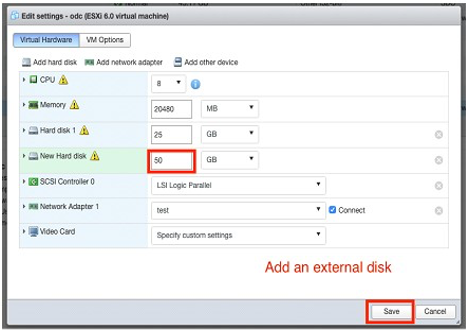 Edit settings - odc (ESXi 6.0 virtual machine)
Virtual Hardware VM Options
Add hard disk Add network adapter Add other device
CPU 8
Memory 20480 MB
Hard disk 1 25 GB
New Hard disk 50 GB
SCSI Controller 0 LSI Logic Parallel
Network Adapter 1 test Connect
Video Card Specify custom settings
Add an external disk
Save Cancel